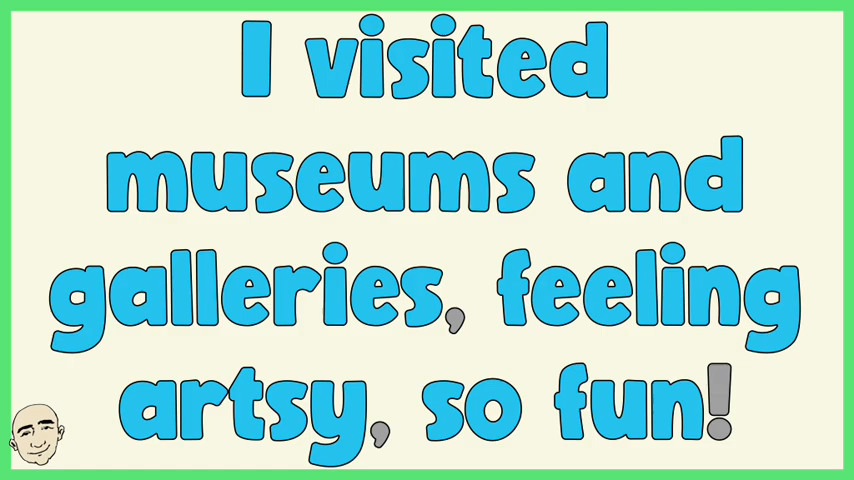 I visited
museums and
galleries, feeling
artsy, so fun!